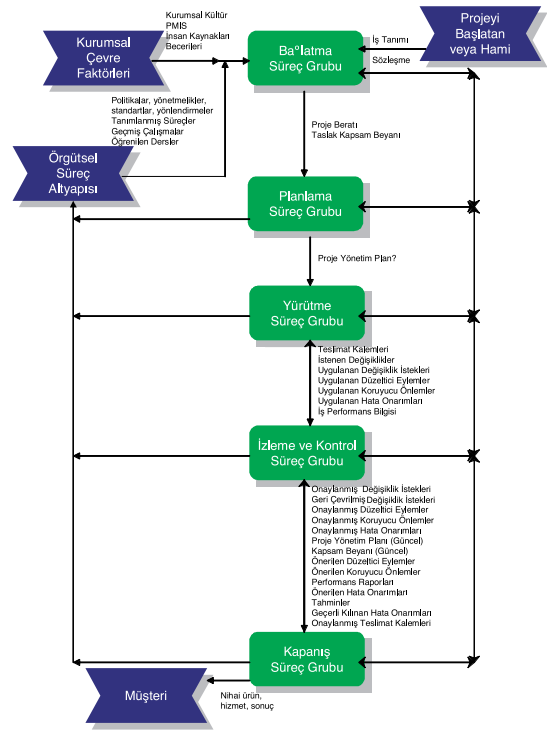 Kurumsal
Çevre
Faktörleri
Kurumsal Kültür
PMIS
İnsan Kaynakları
Becerileri
Ba°latma
Süreç Grubu
İş Tanımı
Sözleşme
Projeyi
Başlatan
veya Hami
Politikalar, yönetmelikler,
standartlar, yönlendirmeler
Tanımlanmış Süreçler
Geçmiş Çalışmalar
Öğrenilen Dersler
Örgütsel
Süreç
Altyapısı
Proje Beratı
Taslak Kapsam Beyanı
Planlama
Süreç Grubu
Proje Yönetim Plan?
Yürütme
Süreç Grubu
Teslimat Kalemleri
İstenen Değişiklikler
Uygulanan Değişiklik İstekleri
Uygulanan Düzeltici Eylemler
Uygulanan Koruyucu Önlemler
Uygulanan Hata Onarımları
İş Performans Bilgisi
İzleme ve Kontrol
Süreç Grubu
Onaylanmış Değişiklik İstekleri
Geri Çevrilmiş Değişiklik İstekleri
Onaylanmış Düzeltici Eylemler
Onaylanmış Koruyucu Önlemler
Onaylanmış Hata Onarımları
Proje Yönetim Planı (Güncel)
Kapsam Beyanı (Güncel)
Önerilen Düzeltici Eylemler
Önerilen Koruyucu Önlemler
Performans Raporları
Önerilen Hata Onarımları
Tahminler
Geçerli Kılınan Hata Onarımları
Onaylanmış Teslimat Kalemleri
Kapanış
Süreç Grubu
Müşteri
Nihai ürün,
hizmet, sonuç